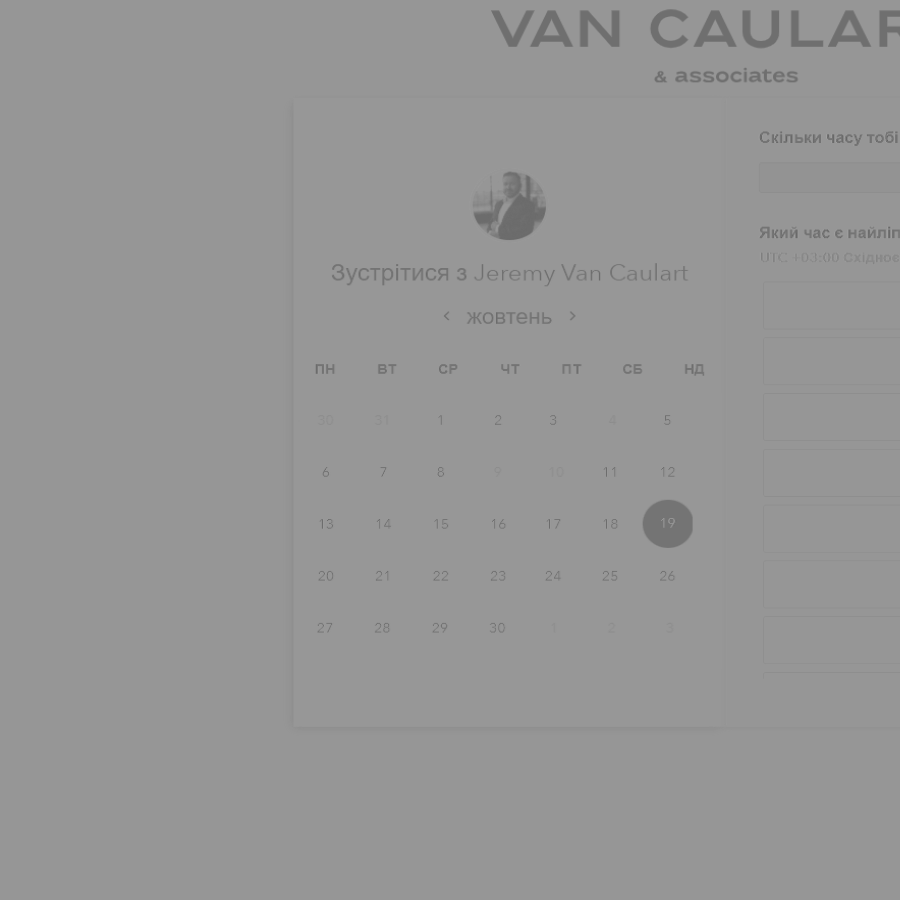 VAN CAULAR
& associates
Скільки часу тобі
Який час є найліп
UTC +03:00 Східноє
Зустрітися з Jeremy Van Caulart
< жовтень >
ПН ВТ СР ЧТ ПТ СБ НД
30 31 1 2 3 4 5
6 7 8 9 10 11 12
13 14 15 16 17 18 19
20 21 22 23 24 25 26
27 28 29 30 1 2 3